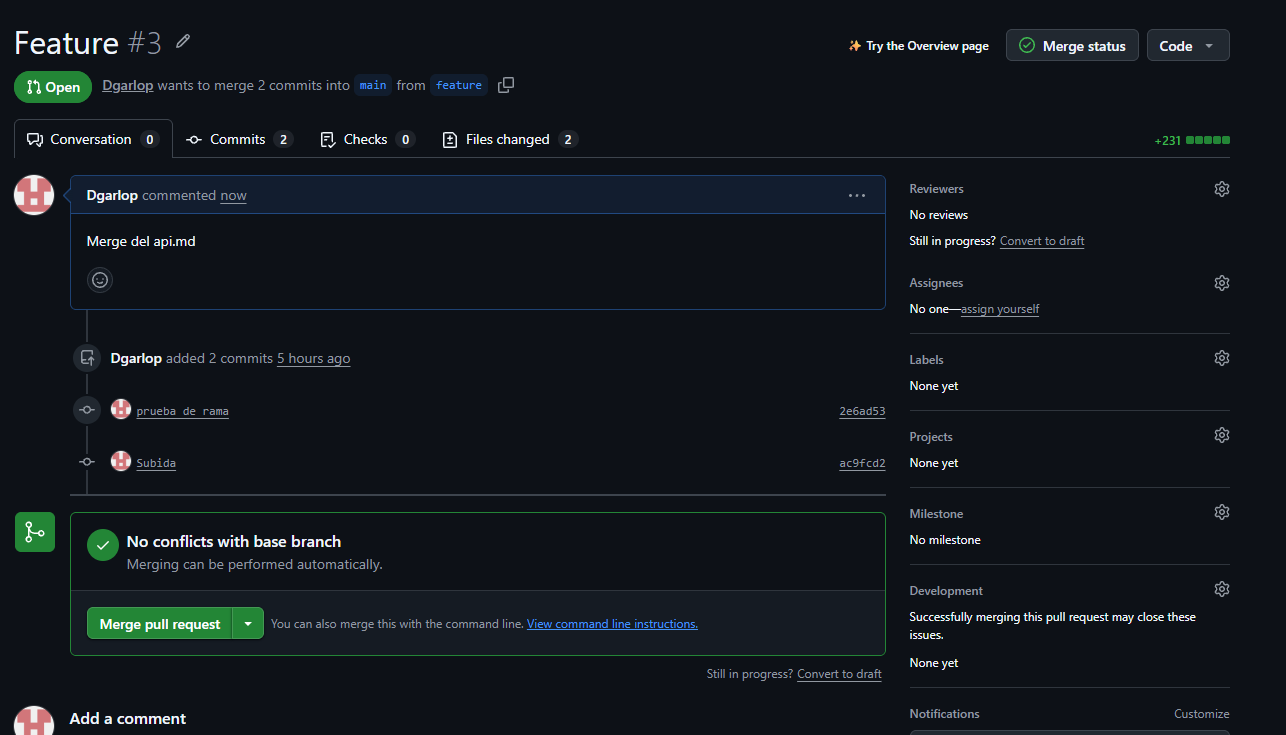 Feature #3
Try the Overview page
Merge status
Code
Open
Dgarlop wants to merge 2 commits into main from feature
Conversation 0
Commits 2
Checks 0
Files changed 2
+231
Dgarlop commented now
Merge del api.md
Dgarlop added 2 commits 5 hours ago
prueba de rama 2e6ad53
Subida ac9fcd2
No conflicts with base branch
Merging can be performed automatically.
Merge pull request
You can also merge this with the command line. View command line instructions.
Still in progress? Convert to draft
Add a comment
Reviewers
No reviews
Still in progress? Convert to draft
Assignees
No one—assign yourself
Labels
None yet
Projects
None yet
Milestone
No milestone
Development
Successfully merging this pull request may close these
issues.
None yet
Notifications
Customize